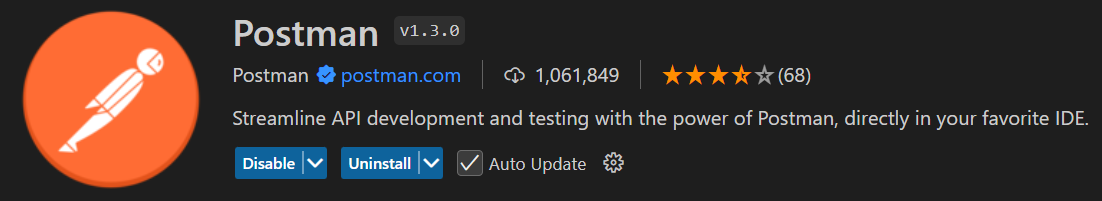 Postman v1.3.0
Postman postman.com 1,061,849 (68)
Streamline API development and testing with the power of Postman, directly in your favorite IDE.
Disable Uninstall Auto Update